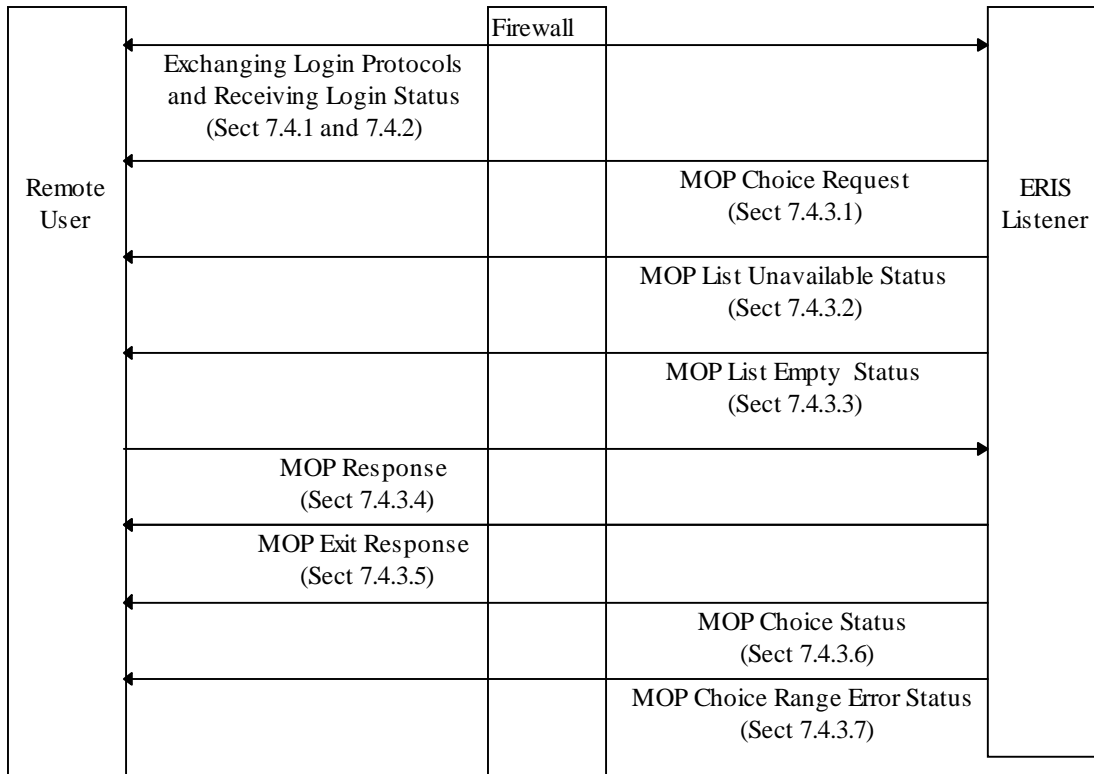 Firewall
Exchanging Login Protocols
and Receiving Login Status
(Sect 7.4.1 and 7.4.2)
Remote
User
MOP Choice Request
(Sect 7.4.3.1)
ERIS
Listener
MOP List Unavailable Status
(Sect 7.4.3.2)
MOP List Empty Status
(Sect 7.4.3.3)
MOP Response
(Sect 7.4.3.4)
MOP Exit Response
(Sect 7.4.3.5)
MOP Choice Status
(Sect 7.4.3.6)
MOP Choice Range Error Status
(Sect 7.4.3.7)